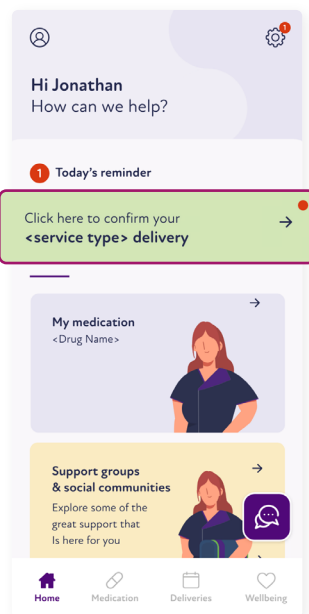 1
Hi Jonathan
How can we help?
1 Today's reminder
Click here to confirm your
<service type> delivery
My medication
<Drug Name>
Support groups
& social communities
Explore some of the
great support that
Is here for you
Home Medication Deliveries Wellbeing